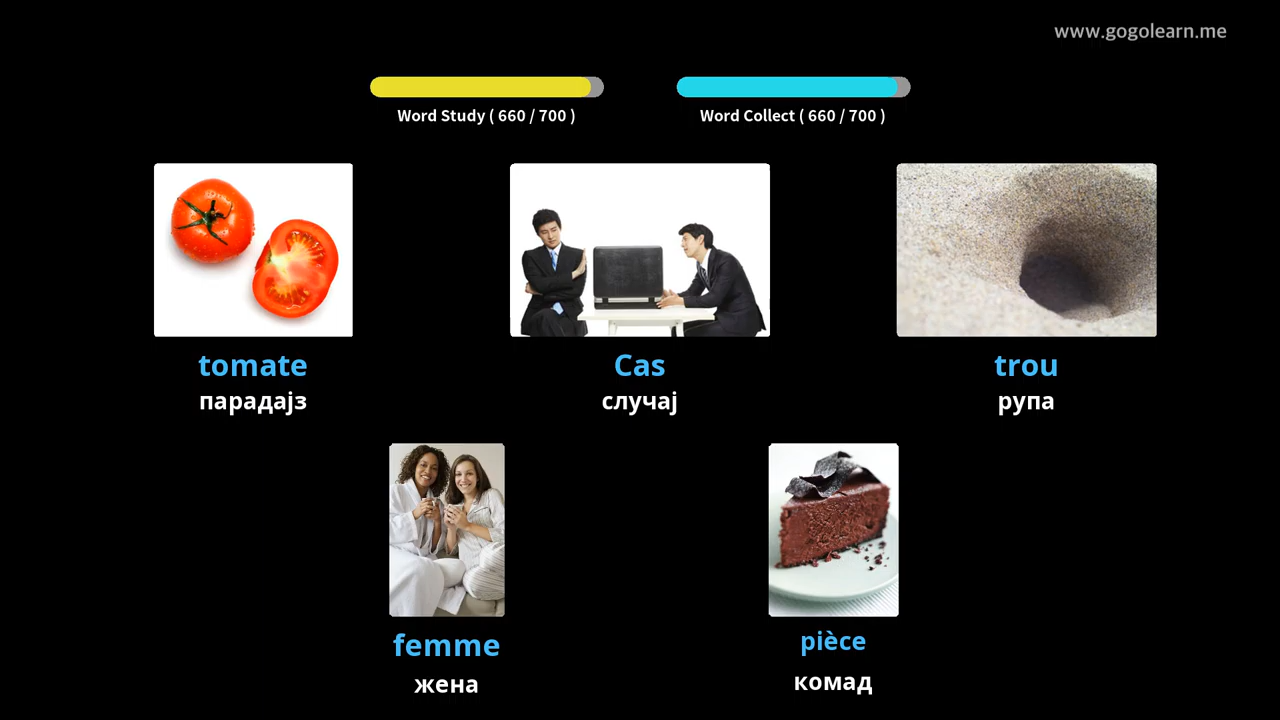 www.gogolearn.me
Word Study ( 660 / 700 )
Word Collect ( 660 / 700 )
tomate
парадајз
Cas
случај
trou
рупа
femme
жена
pièce
комад